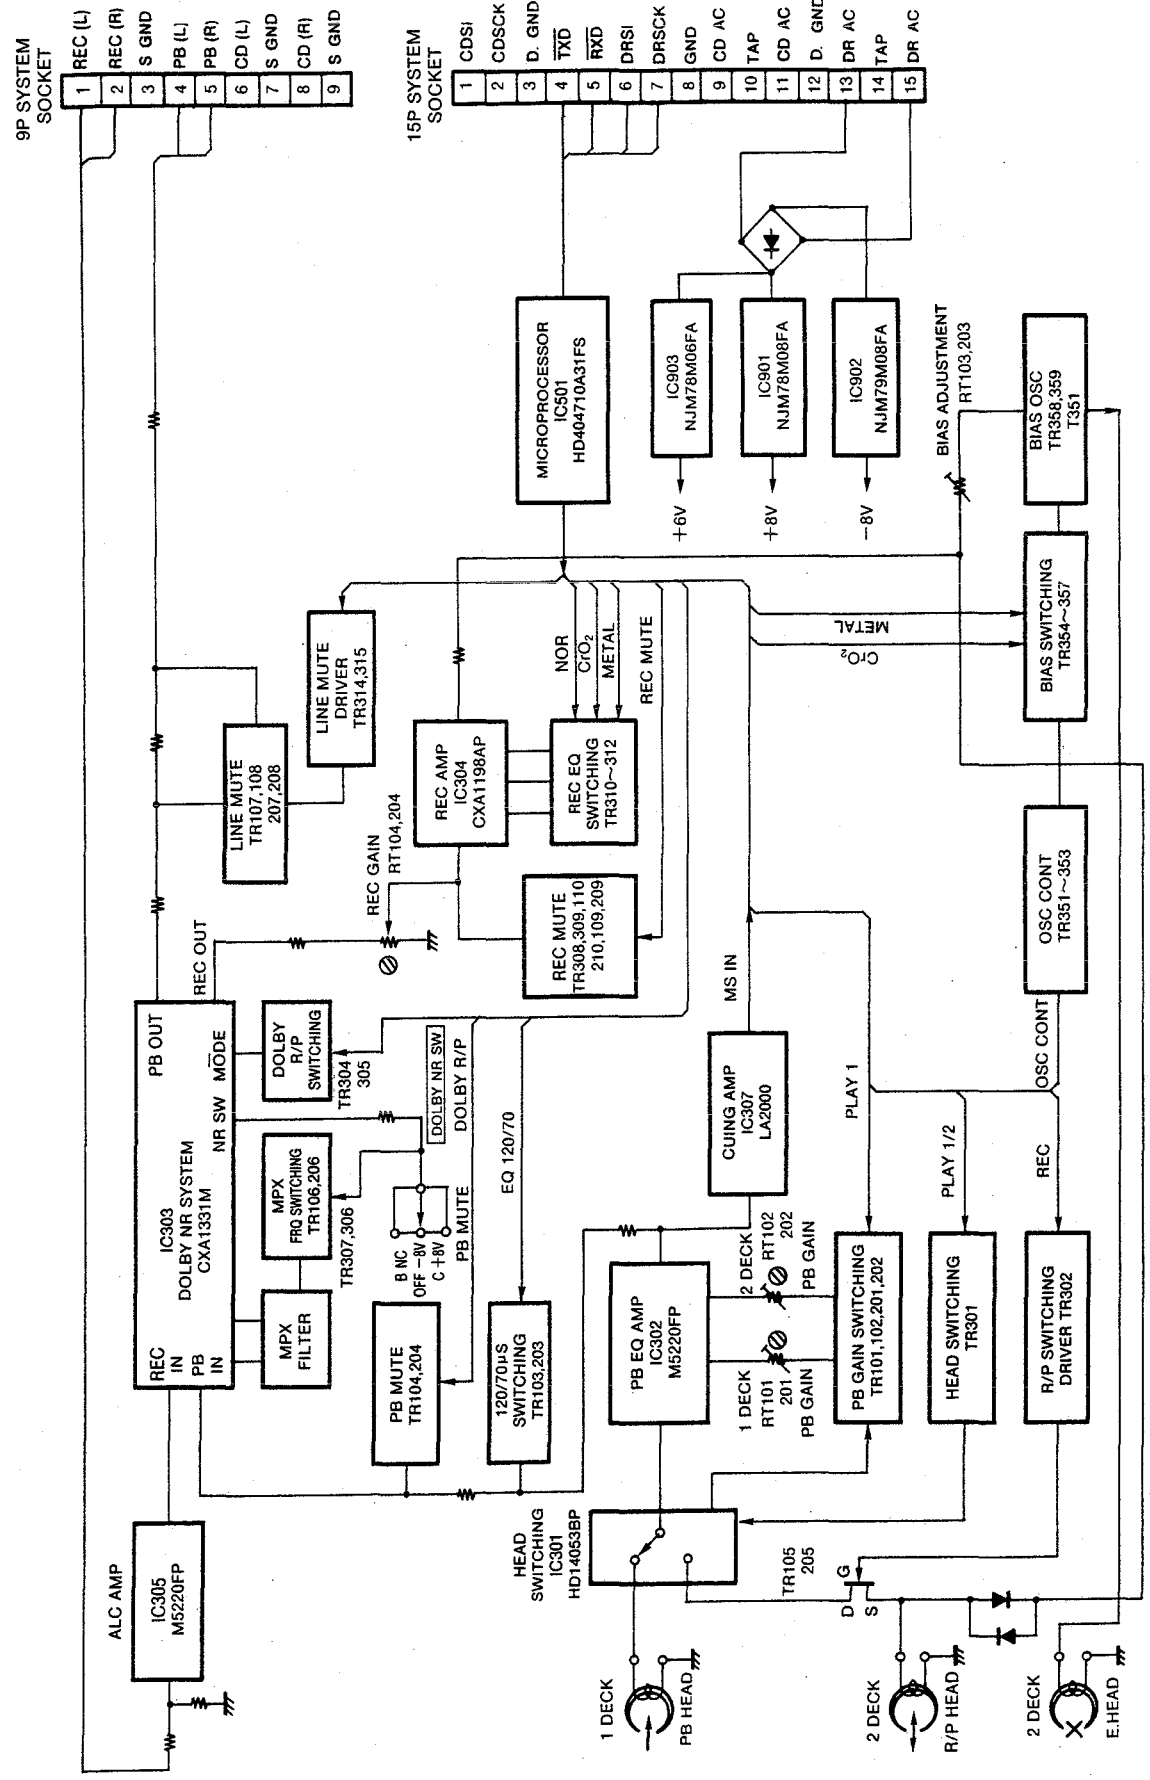 9P SYSTEM
SOCKET
1 REC (L)
2 REC (R)
3 S GND
4 PB (L)
5 PB (R)
6 CD (L)
7 S GND
8 CD (R)
9 S GND
15P SYSTEM
SOCKET
1 CDSI
2 CDSCK
3 D. GND
4 TXD
5 RXD
6 DRSI
7 DRSCK
8 GND
9 CD AC
10 TAP
11 CD AC
12 D. GND
13 DR AC
14 TAP
15 DR AC
MICROPROCESSOR
IC501
HD404710A31FS
IC903
NJM78M06FA
+6V
IC901
NJM78M08FA
+8V
IC902
NJM79M08FA
-8V
BIAS ADJUSTMENT
RT103,203
BIAS OSC
TR358,359
T351
BIAS SWITCHING
TR354~357
METAL
CrO2
OSC CONT
TR351~353
LINE MUTE
DRIVER
TR314,315
LINE MUTE
TR107,108
207,208
NOR
CrO2
METAL
REC MUTE
REC AMP
IC304
CXA1198AP
REC EQ
SWITCHING
TR310~312
REC GAIN
RT104,204
REC MUTE
TR308,309,110
210,109,209
REC OUT
PB OUT
IC303
DOLBY NR SYSTEM
CXA1331M
NR SW
MODE
REC
IN
PB
IN
DOLBY
R/P
SWITCHING
TR304
305
MPX
FRQ SWITCHING
TR106,206
TR307,306
MPX
FILTER
B NC
OFF -8V
C +8V
DOLBY NR SW
DOLBY R/P
PB MUTE
EQ 120/70
PB MUTE
TR104,204
120/70µS
SWITCHING
TR103,203
MS IN
CUING AMP
IC307
LA2000
PLAY 1
PLAY 1/2
REC
OSC CONT
PB EQ AMP
IC302
M5220FP
2 DECK
RT102
202
PB GAIN
1 DECK
RT101
201
PB GAIN
PB GAIN SWITCHING
TR101,102,201,202
HEAD SWITCHING
TR301
R/P SWITCHING
DRIVER TR302
HEAD
SWITCHING
IC301
HD14053BP
TR105
205
D
G
S
ALC AMP
IC305
M5220FP
1 DECK
PB HEAD
2 DECK
R/P HEAD
2 DECK
E.HEAD